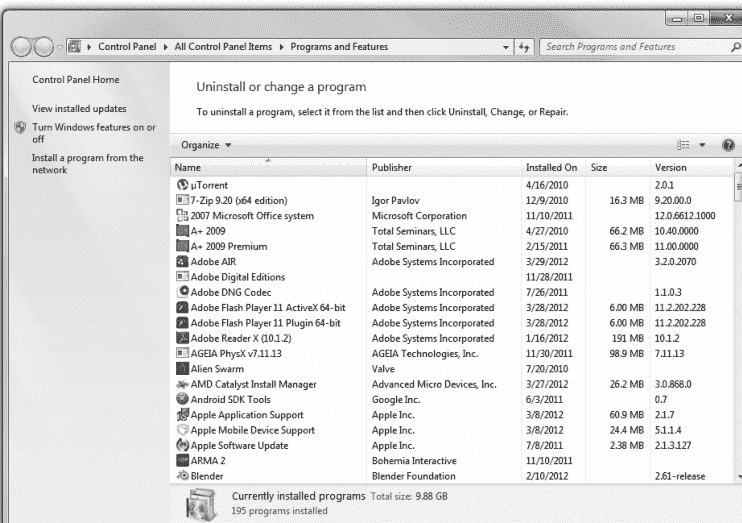 Control Panel ▸ All Control Panel Items ▸ Programs and Features
Search Programs and Features
Control Panel Home
View installed updates
Turn Windows features on or
off
Install a program from the
network
Uninstall or change a program
To uninstall a program, select it from the list and then click Uninstall, Change, or Repair.
Organize
Name Publisher Installed On Size Version
µTorrent 4/16/2010 2.0.1
7-Zip 9.20 (x64 edition) Igor Pavlov 12/9/2010 16.3 MB 9.20.00.0
2007 Microsoft Office system Microsoft Corporation 11/10/2011 12.0.6612.1000
A+ 2009 Total Seminars, LLC 4/27/2010 66.2 MB 10.40.0000
A+ 2009 Premium Total Seminars, LLC 2/15/2011 66.3 MB 11.00.0000
Adobe AIR Adobe Systems Incorporated 3/29/2012 3.2.0.2070
Adobe Digital Editions 11/28/2011
Adobe DNG Codec Adobe Systems Incorporated 7/26/2011 1.1.0.3
Adobe Flash Player 11 ActiveX 64-bit Adobe Systems Incorporated 3/28/2012 6.00 MB 11.2.202.228
Adobe Flash Player 11 Plugin 64-bit Adobe Systems Incorporated 3/28/2012 6.00 MB 11.2.202.228
Adobe Reader X (10.1.2) Adobe Systems Incorporated 1/16/2012 191 MB 10.1.2
AGEIA PhysX v7.11.13 AGEIA Technologies, Inc. 11/30/2011 98.9 MB 7.11.13
Alien Swarm Valve 7/20/2010
AMD Catalyst Install Manager Advanced Micro Devices, Inc. 3/27/2012 26.2 MB 3.0.868.0
Android SDK Tools Google Inc. 6/3/2011 0.7
Apple Application Support Apple Inc. 3/8/2012 60.9 MB 2.1.7
Apple Mobile Device Support Apple Inc. 3/8/2012 24.4 MB 5.1.1.4
Apple Software Update Apple Inc. 7/8/2011 2.38 MB 2.1.3.127
ARMA 2 Bohemia Interactive 11/10/2011
Blender Blender Foundation 2/10/2012 2.61-release
Currently installed programs Total size: 9.88 GB
195 programs installed